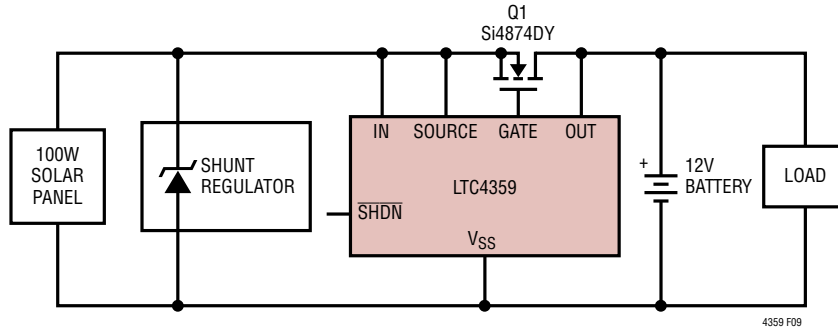 Q1
Si4874DY
100W
SOLAR
PANEL
SHUNT
REGULATOR
IN
SOURCE
GATE
OUT
LTC4359
SHDN
VSS
+
12V
BATTERY
LOAD
4359 F09